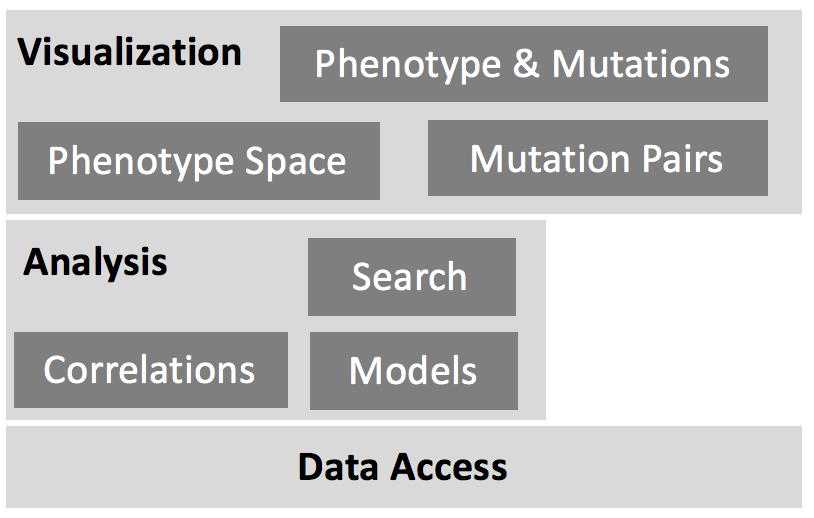 Visualization
Phenotype & Mutations
Phenotype Space
Mutation Pairs
Analysis
Search
Correlations
Models
Data Access